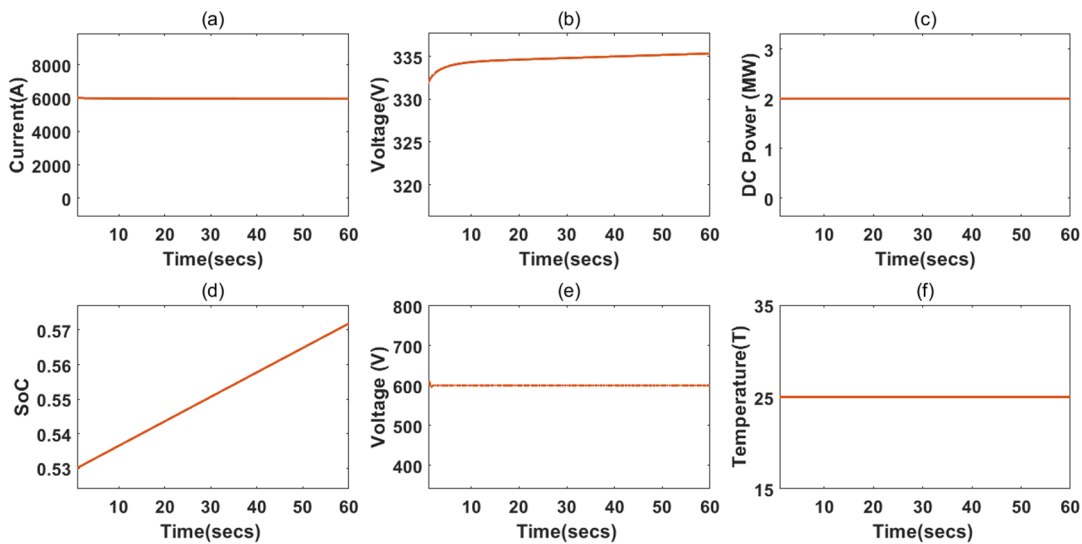 (a)
Current(A)
8000
6000
4000
2000
0
10 20 30 40 50 60
Time(secs)
(b)
Voltage(V)
335
330
325
320
10 20 30 40 50 60
Time(secs)
(c)
DC Power (MW)
3
2
1
0
10 20 30 40 50 60
Time(secs)
(d)
SoC
0.57
0.56
0.55
0.54
0.53
10 20 30 40 50 60
Time(secs)
(e)
Voltage (V)
800
700
600
500
400
10 20 30 40 50 60
Time(secs)
(f)
Temperature(T)
35
25
15
10 20 30 40 50 60
Time(secs)